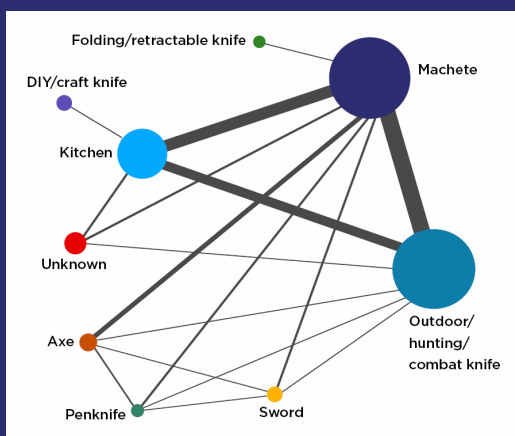 Folding/retractable knife
Machete
DIY/craft knife
Kitchen
Unknown
Outdoor/
hunting/
combat knife
Axe
Penknife
Sword